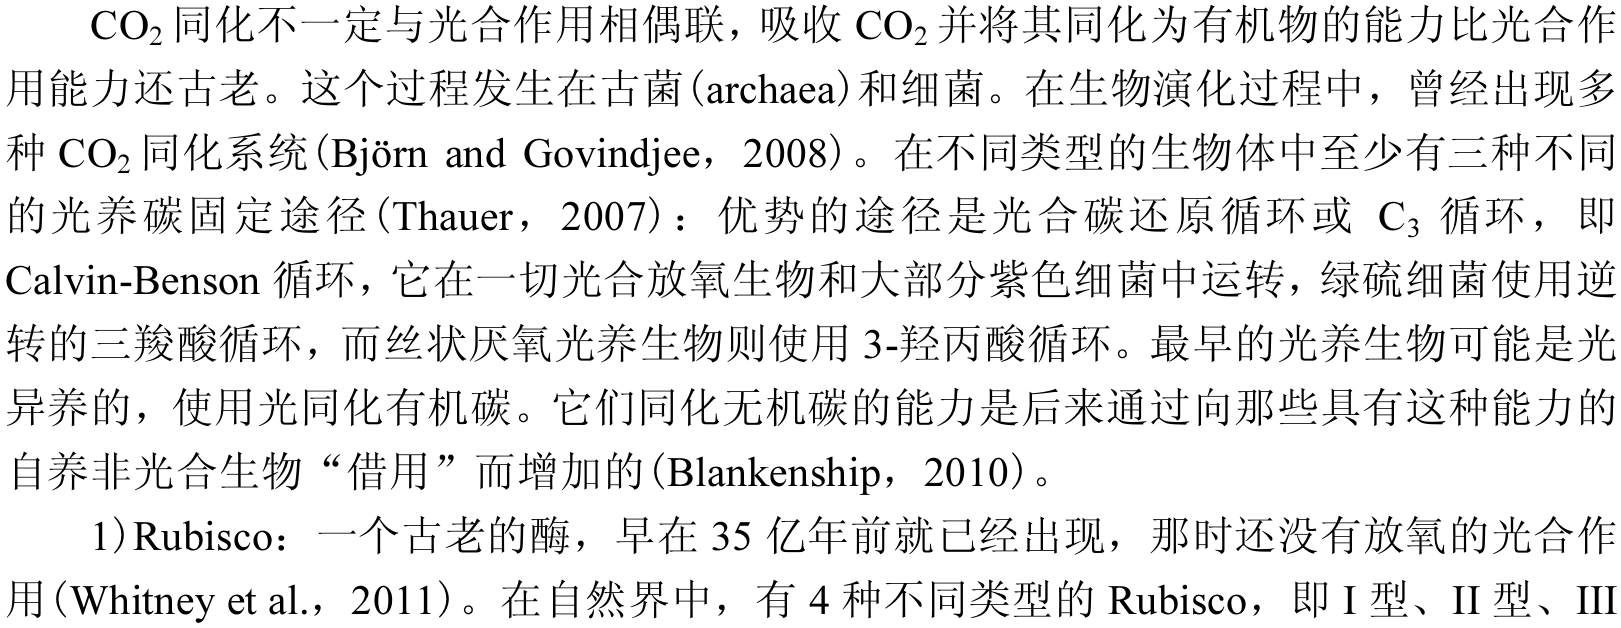 CO₂同化不一定与光合作用相偶联，吸收 CO₂并将其同化为有机物的能力比光合作
用能力还古老。这个过程发生在古菌(archaea)和细菌。在生物演化过程中，曾经出现多
种 CO₂同化系统(Björn and Govindjee，2008)。在不同类型的生物体中至少有三种不同
的光养碳固定途径(Thauer，2007)：优势的途径是光合碳还原循环或 C₃ 循环，即
Calvin-Benson 循环，它在一切光合放氧生物和大部分紫色细菌中运转，绿硫细菌使用逆
转的三羧酸循环，而丝状厌氧光养生物则使用 3-羟丙酸循环。最早的光养生物可能是光
异养的，使用光同化有机碳。它们同化无机碳的能力是后来通过向那些具有这种能力的
自养非光合生物“借用”而增加的(Blankenship，2010)。
1)Rubisco：一个古老的酶，早在 35 亿年前就已经出现，那时还没有放氧的光合作
用(Whitney et al.，2011)。在自然界中，有 4 种不同类型的 Rubisco，即 I 型、II 型、III